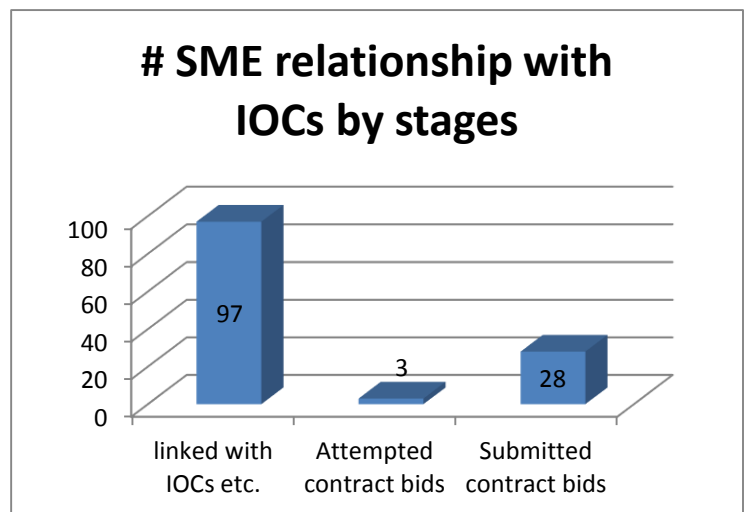 # SME relationship with
IOCs by stages
100
80
60
40
20
0
97
3
28
linked with
IOCs etc.
Attempted
contract bids
Submitted
contract bids